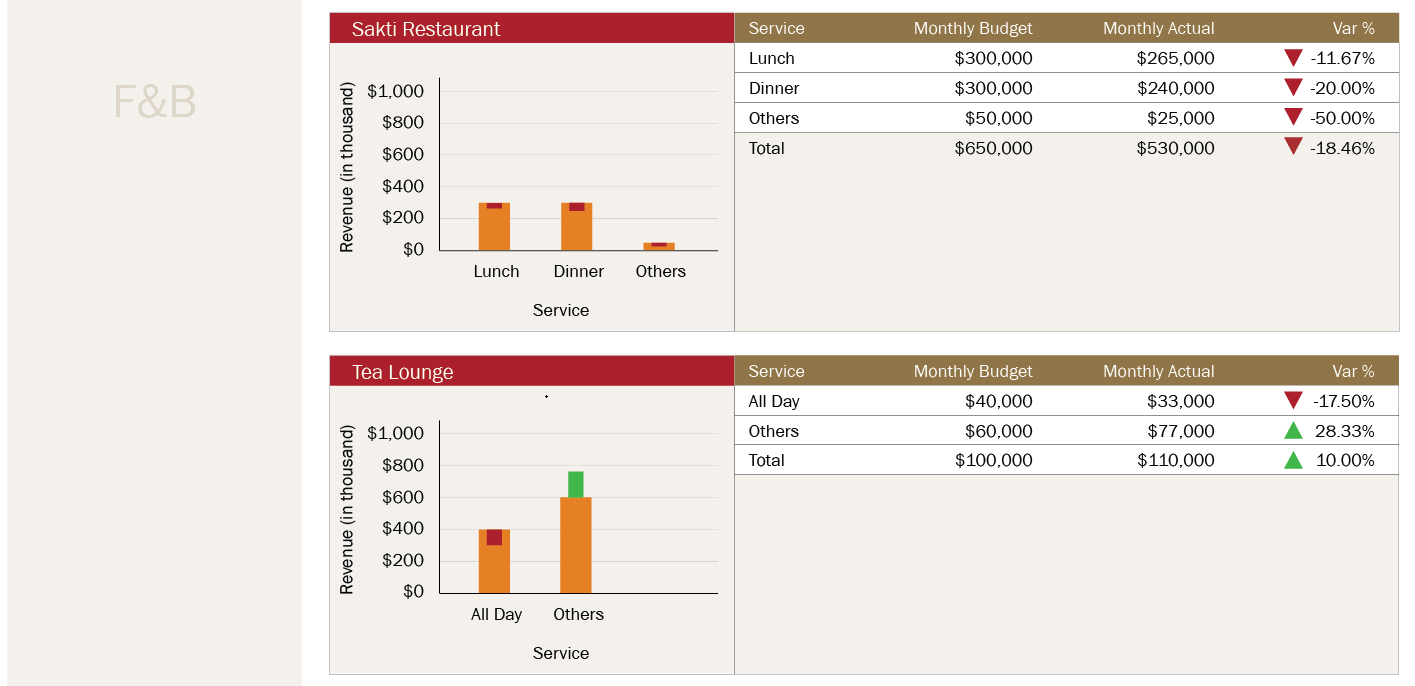 F&B
Sakti Restaurant
Revenue (in thousand)
$1,000
$800
$600
$400
$200
$0
Lunch Dinner Others
Service
Service Monthly Budget Monthly Actual Var %
Lunch $300,000 $265,000 -11.67%
Dinner $300,000 $240,000 -20.00%
Others $50,000 $25,000 -50.00%
Total $650,000 $530,000 -18.46%
Tea Lounge
Revenue (in thousand)
$1,000
$800
$600
$400
$200
$0
All Day Others
Service
Service Monthly Budget Monthly Actual Var %
All Day $40,000 $33,000 -17.50%
Others $60,000 $77,000 28.33%
Total $100,000 $110,000 10.00%